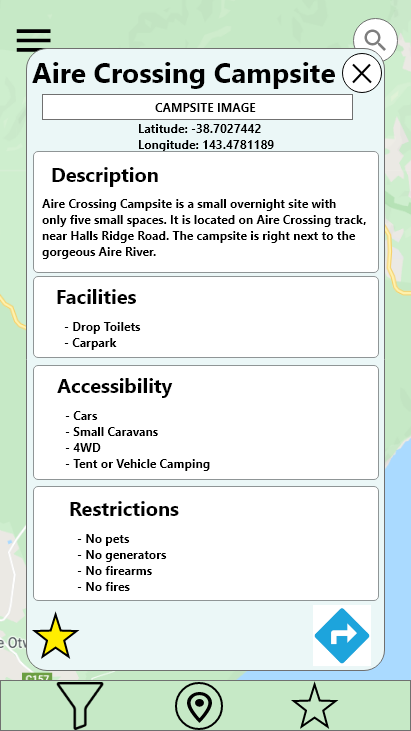 Aire Crossing Campsite
CAMPSITE IMAGE
Latitude: -38.7027442
Longitude: 143.4781189
Description
Aire Crossing Campsite is a small overnight site with
only five small spaces. It is located on Aire Crossing track,
near Halls Ridge Road. The campsite is right next to the
gorgeous Aire River.
Facilities
- Drop Toilets
- Carpark
Accessibility
- Cars
- Small Caravans
- 4WD
- Tent or Vehicle Camping
Restrictions
- No pets
- No generators
- No firearms
- No fires
e Otw
C157